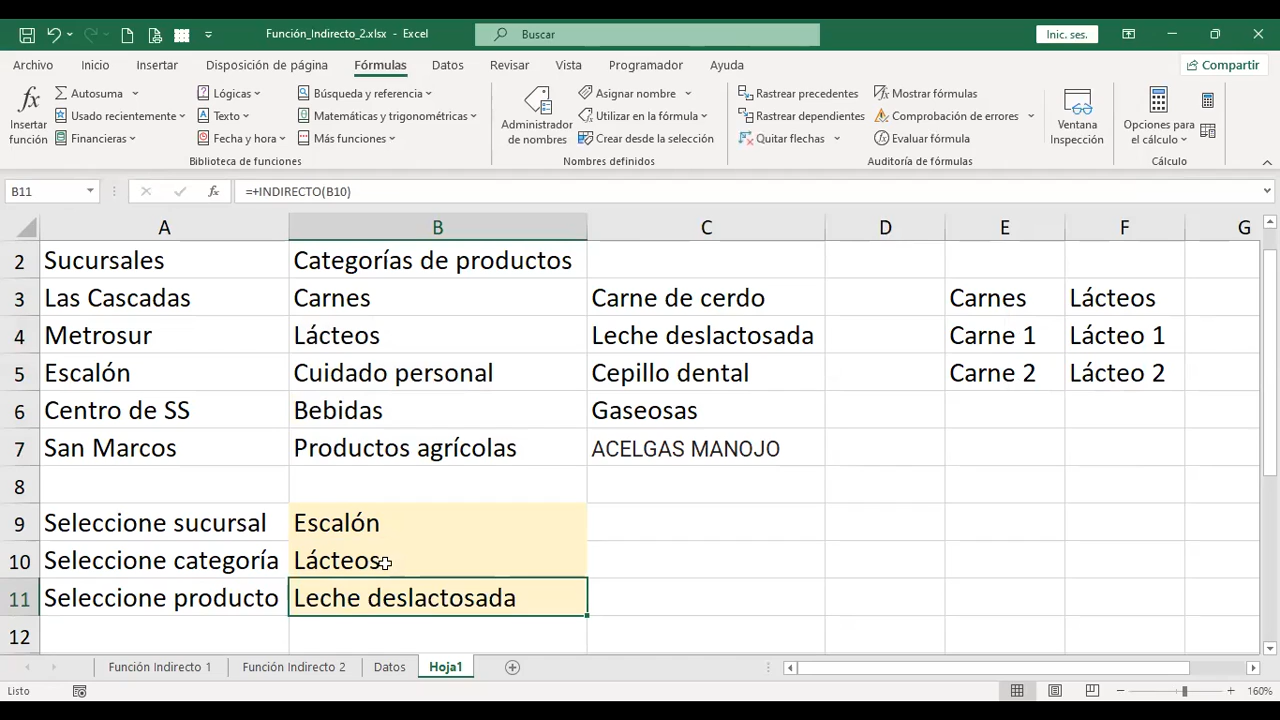 Función_Indirecto_2.xlsx - Excel
Buscar
Inic. ses.
Archivo Inicio Insertar Disposición de página Fórmulas Datos Revisar Vista Programador Ayuda
Compartir
fx Insertar función
Autosuma
Usado recientemente
Financieras
Lógicas
Texto
Fecha y hora
Búsqueda y referencia
Matemáticas y trigonométricas
Más funciones
Biblioteca de funciones
Administrador de nombres
Asignar nombre
Utilizar en la fórmula
Crear desde la selección
Nombres definidos
Rastrear precedentes
Rastrear dependientes
Quitar flechas
Mostrar fórmulas
Comprobación de errores
Evaluar fórmula
Auditoría de fórmulas
Ventana Inspección
Opciones para el cálculo
Cálculo
B11 fx =+INDIRECTO(B10)
A B C D E F G
2 Sucursales Categorías de productos
3 Las Cascadas Carnes Carne de cerdo Carnes Lácteos
4 Metrosur Lácteos Leche deslactosada Carne 1 Lácteo 1
5 Escalón Cuidado personal Cepillo dental Carne 2 Lácteo 2
6 Centro de SS Bebidas Gaseosas
7 San Marcos Productos agrícolas ACELGAS MANOJO
8
9 Seleccione sucursal Escalón
10 Seleccione categoría Lácteos
11 Seleccione producto Leche deslactosada
12
Función Indirecto 1 Función Indirecto 2 Datos Hoja1
Listo 160%